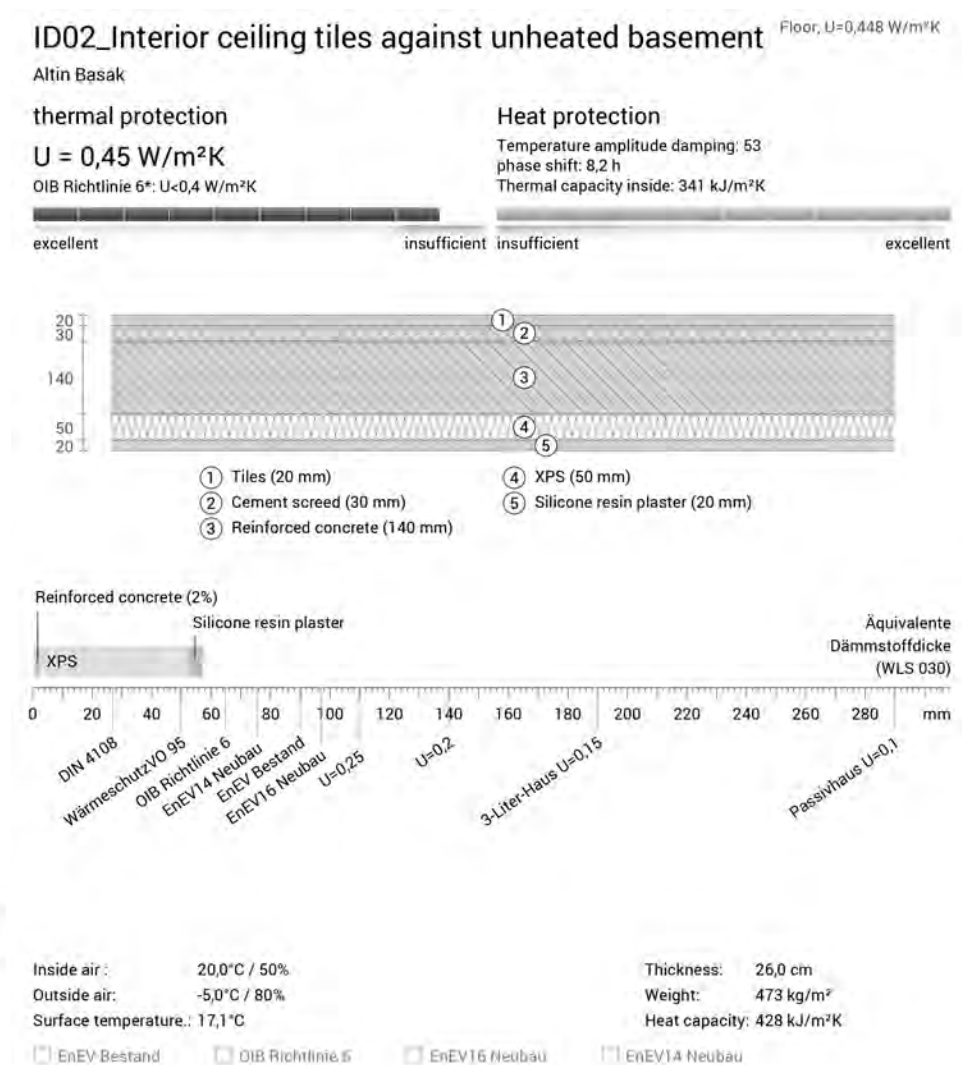 ID02_Interior ceiling tiles against unheated basement
Floor, U=0,448 W/m²K
Altin Basak
thermal protection
U = 0,45 W/m²K
OIB Richtlinie 6*: U<0,4 W/m²K
excellent insufficient
Heat protection
Temperature amplitude damping: 53
phase shift: 8,2 h
Thermal capacity inside: 341 kJ/m²K
insufficient excellent
20
30
140
50
20
1
2
3
4
5
1 Tiles (20 mm)
2 Cement screed (30 mm)
3 Reinforced concrete (140 mm)
4 XPS (50 mm)
5 Silicone resin plaster (20 mm)
Reinforced concrete (2%)
Silicone resin plaster
XPS
Äquivalente
Dämmstoffdicke
(WLS 030)
0 20 40 60 80 100 120 140 160 180 200 220 240 260 280 mm
DIN 4108
WärmeschutzVO 95
OIB Richtlinie 6
EnEV14 Neubau
EnEV Bestand
EnEV16 Neubau
U=0,25
U=0,2
3-Liter-Haus U=0,15
Passivhaus U=0,1
Inside air : 20,0°C / 50%
Outside air: -5,0°C / 80%
Surface temperature.: 17,1°C
Thickness: 26,0 cm
Weight: 473 kg/m²
Heat capacity: 428 kJ/m²K
EnEV Bestand OIB Richtlinie 6 EnEV16 Neubau EnEV14 Neubau